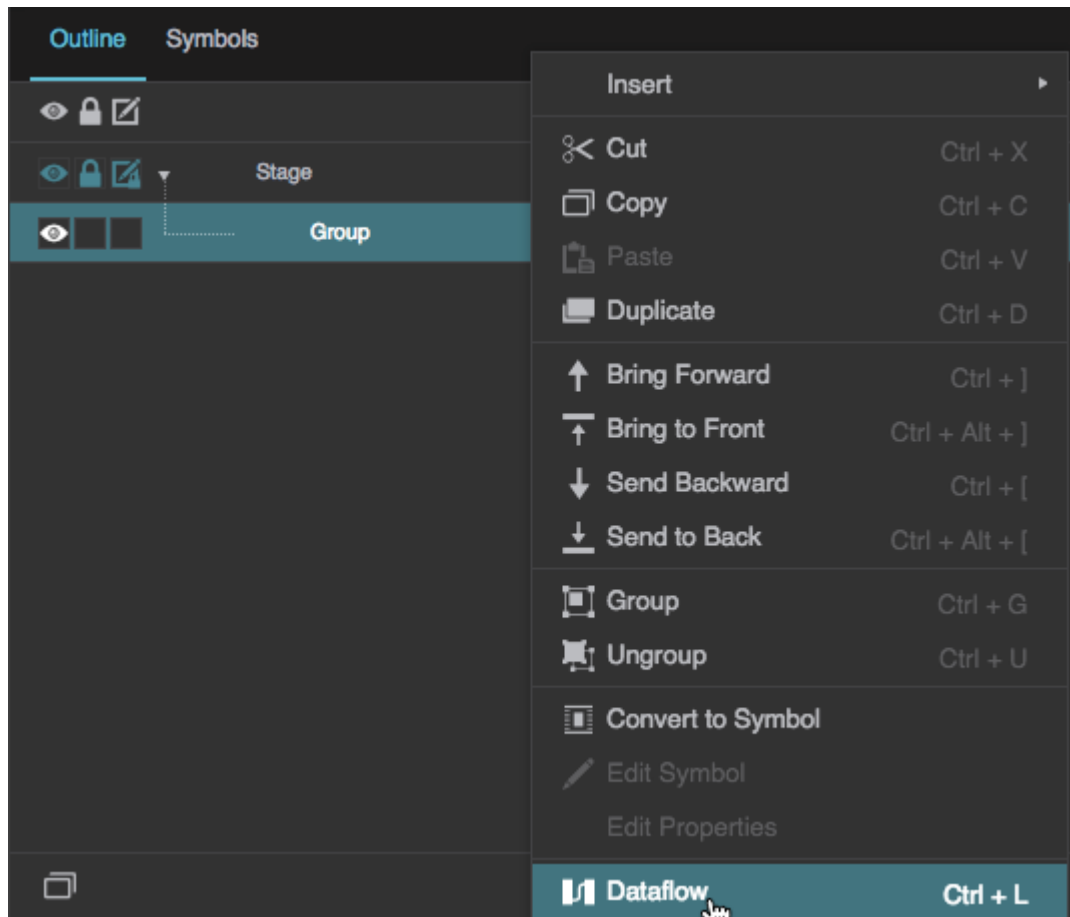 Outline Symbols
Insert
Cut Ctrl + X
Stage
Copy Ctrl + C
Group
Paste Ctrl + V
Duplicate Ctrl + D
Bring Forward Ctrl + ]
Bring to Front Ctrl + Alt + ]
Send Backward Ctrl + [
Send to Back Ctrl + Alt + [
Group Ctrl + G
Ungroup Ctrl + U
Convert to Symbol
Edit Symbol
Edit Properties
Dataflow Ctrl + L